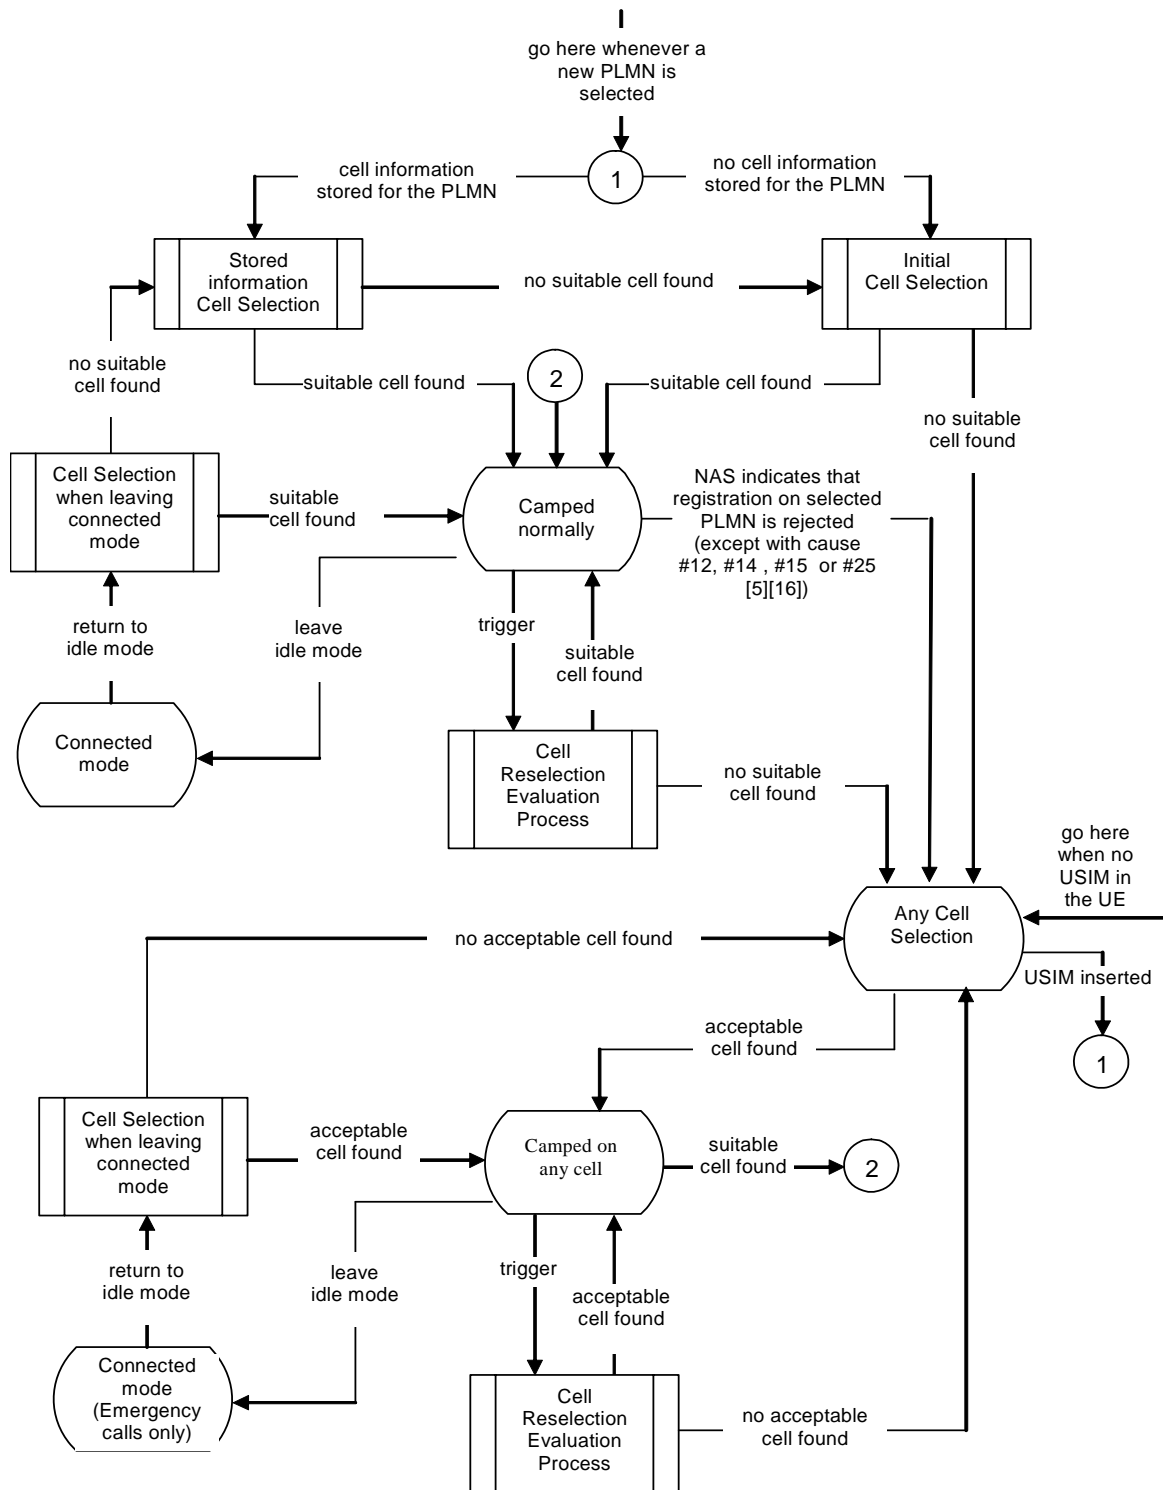 go here whenever a
new PLMN is
selected
1
cell information
stored for the PLMN
no cell information
stored for the PLMN
Stored
information
Cell Selection
no suitable cell found
Initial
Cell Selection
no suitable
cell found
suitable cell found
2
suitable cell found
no suitable
cell found
Cell Selection
when leaving
connected
mode
suitable
cell found
Camped
normally
NAS indicates that
registration on selected
PLMN is rejected
(except with cause
#12, #14 , #15 or #25
[5][16])
return to
idle mode
leave
idle mode
trigger
suitable
cell found
Connected
mode
Cell
Reselection
Evaluation
Process
no suitable
cell found
go here
when no
USIM in
the UE
Any Cell
Selection
no acceptable cell found
USIM inserted
1
acceptable
cell found
Cell Selection
when leaving
connected
mode
acceptable
cell found
Camped on
any cell
suitable
cell found
2
return to
idle mode
leave
idle mode
trigger
acceptable
cell found
Connected
mode
(Emergency
calls only)
Cell
Reselection
Evaluation
Process
no acceptable
cell found